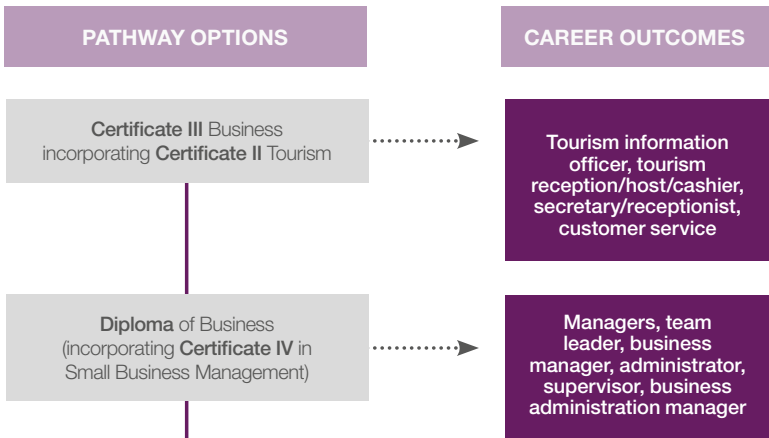 PATHWAY OPTIONS
CAREER OUTCOMES
Certificate III Business
incorporating Certificate II Tourism
Tourism information
officer, tourism
reception/host/cashier,
secretary/receptionist,
customer service
Diploma of Business
(incorporating Certificate IV in
Small Business Management)
Managers, team
leader, business
manager, administrator,
supervisor, business
administration manager